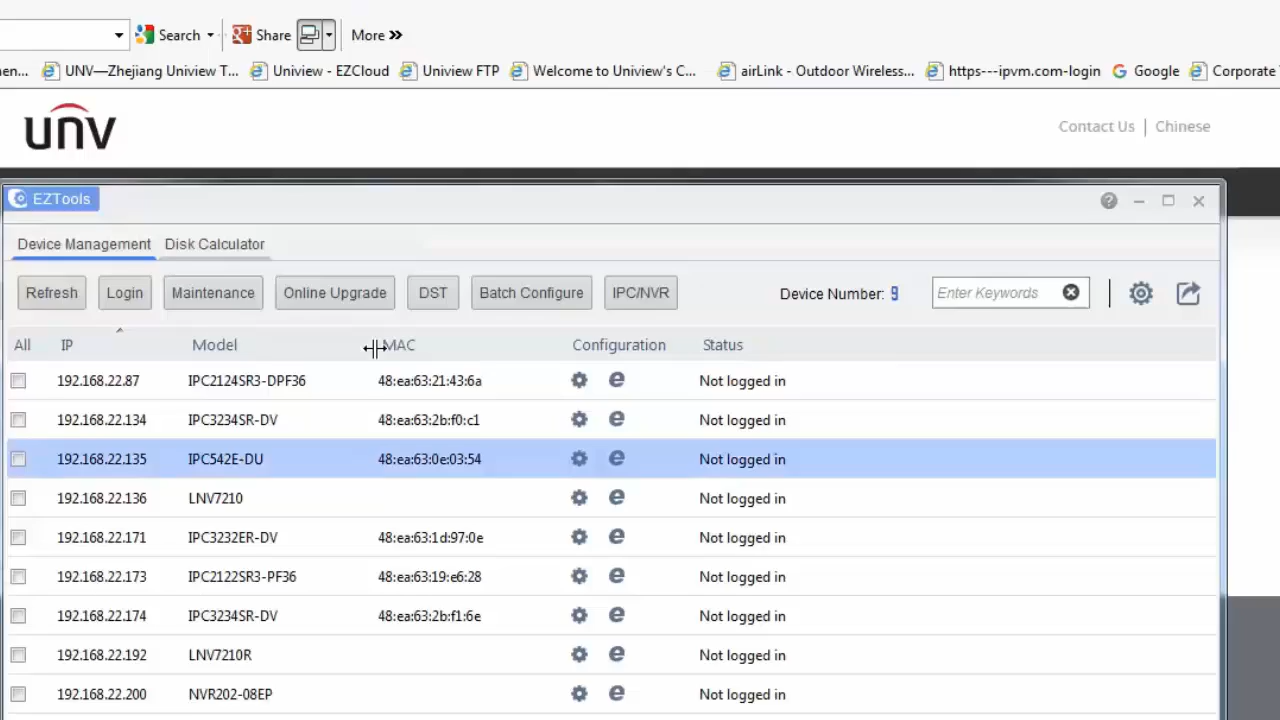 Search Share More »
en... UNV—Zhejiang Uniview T... Uniview - EZCloud Uniview FTP Welcome to Uniview's C... airLink - Outdoor Wireless... https---ipvm.com-login Google Corporate
unv
Contact Us | Chinese
EZTools
Device Management Disk Calculator
Refresh Login Maintenance Online Upgrade DST Batch Configure IPC/NVR Device Number: 9 Enter Keywords
All IP Model MAC Configuration Status
192.168.22.87 IPC2124SR3-DPF36 48:ea:63:21:43:6a Not logged in
192.168.22.134 IPC3234SR-DV 48:ea:63:2b:f0:c1 Not logged in
192.168.22.135 IPC542E-DU 48:ea:63:0e:03:54 Not logged in
192.168.22.136 LNV7210 Not logged in
192.168.22.171 IPC3232ER-DV 48:ea:63:1d:97:0e Not logged in
192.168.22.173 IPC2122SR3-PF36 48:ea:63:19:e6:28 Not logged in
192.168.22.174 IPC3234SR-DV 48:ea:63:2b:f1:6e Not logged in
192.168.22.192 LNV7210R Not logged in
192.168.22.200 NVR202-08EP Not logged in